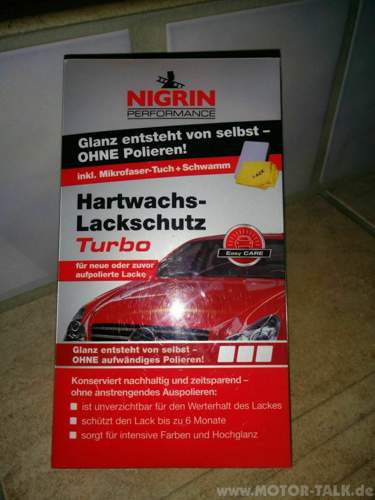 NIGRIN
PERFORMANCE
Glanz entsteht von selbst –
OHNE Polieren!
inkl. Mikrofaser-Tuch + Schwamm
Hartwachs-
Lackschutz
Turbo
für neue oder zuvor
aufpolierte Lacke
Easy CARE
Glanz entsteht von selbst –
OHNE aufwändiges Polieren!
Konserviert nachhaltig und zeitsparend –
ohne anstrengendes Auspolieren:
ist unverzichtbar für den Werterhalt des Lackes
schützt den Lack bis zu 6 Monate
sorgt für intensive Farben und Hochglanz
www.MOTOR-TALK.de